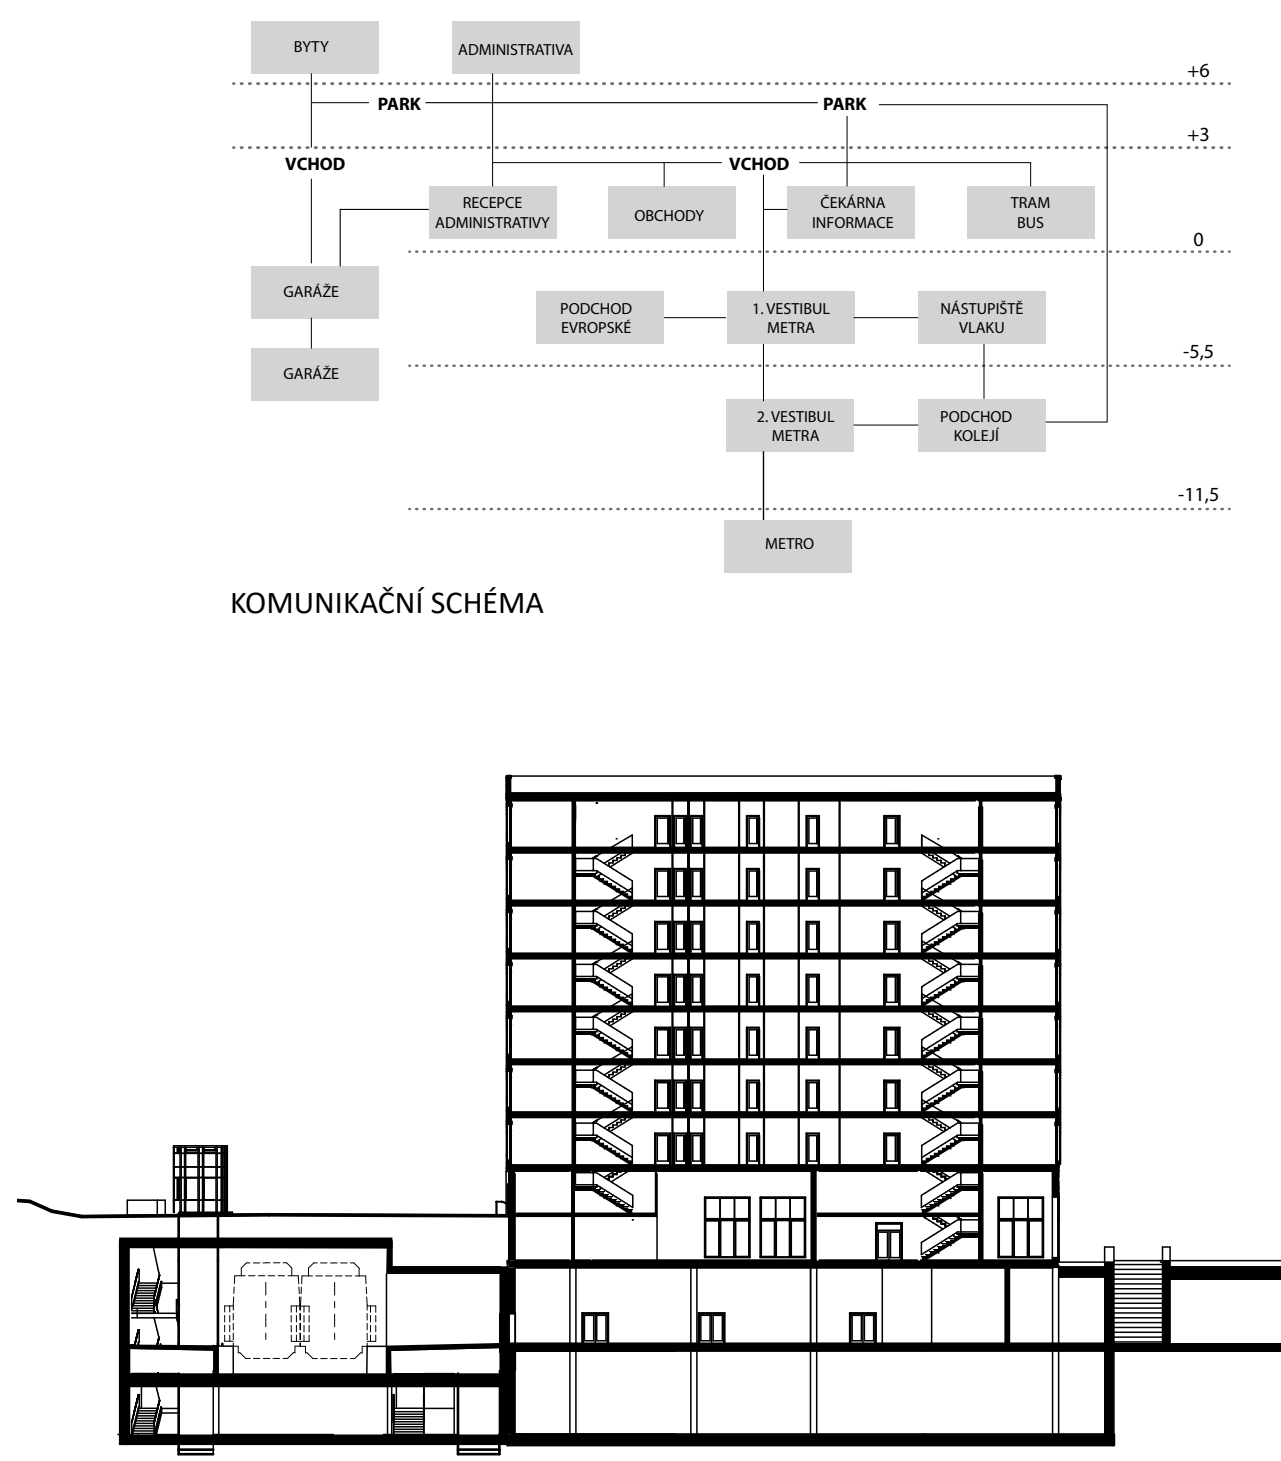 BYTY
ADMINISTRATIVA
+6
PARK
PARK
+3
VCHOD
VCHOD
RECEPCE
ADMINISTRATIVY
OBCHODY
ČEKÁRNA
INFORMACE
TRAM
BUS
0
GARÁŽE
PODCHOD
EVROPSKÉ
1. VESTIBUL
METRA
NÁSTUPIŠTĚ
VLAKU
-5,5
GARÁŽE
2. VESTIBUL
METRA
PODCHOD
KOLEJÍ
-11,5
METRO
KOMUNIKAČNÍ SCHÉMA